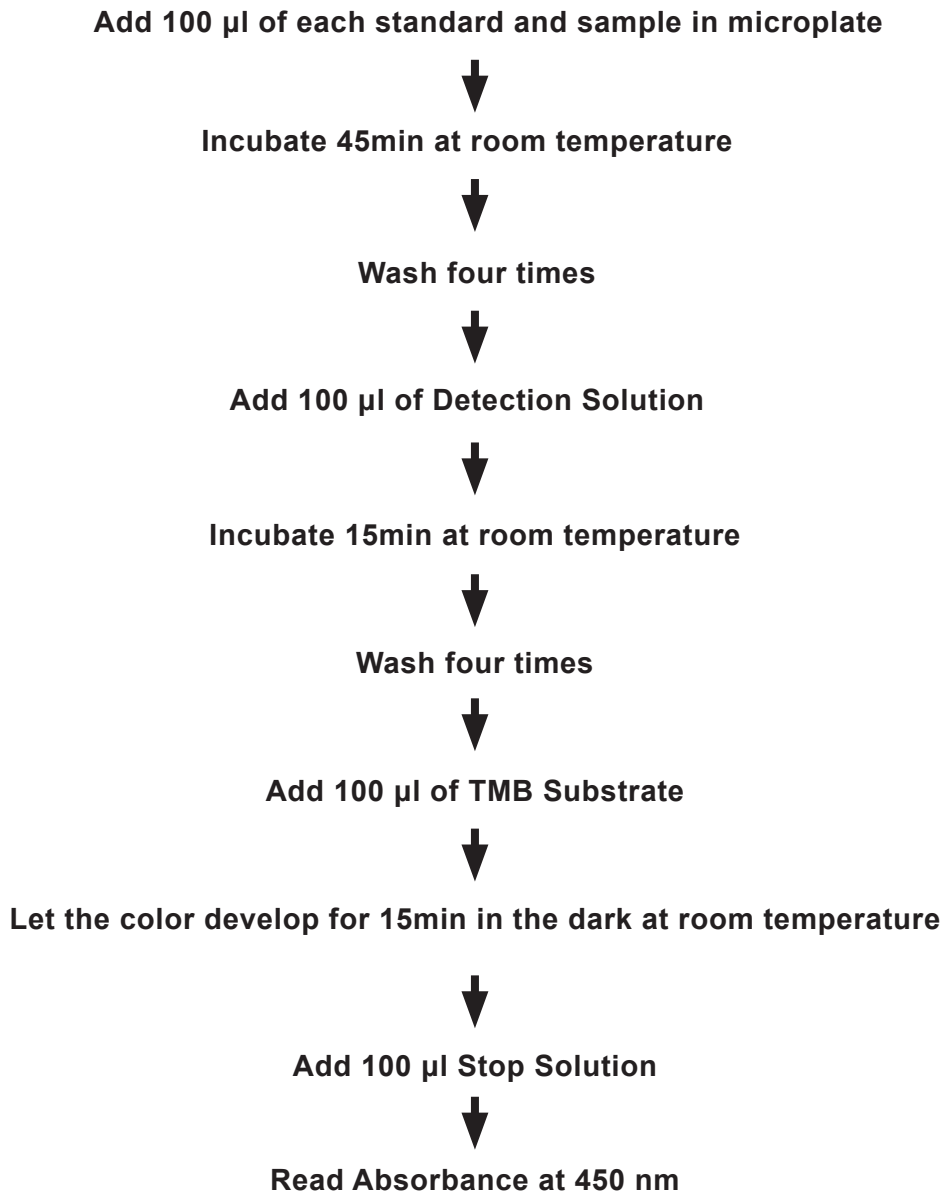 Add 100 µl of each standard and sample in microplate
Incubate 45min at room temperature
Wash four times
Add 100 µl of Detection Solution
Incubate 15min at room temperature
Wash four times
Add 100 µl of TMB Substrate
Let the color develop for 15min in the dark at room temperature
Add 100 µl Stop Solution
Read Absorbance at 450 nm